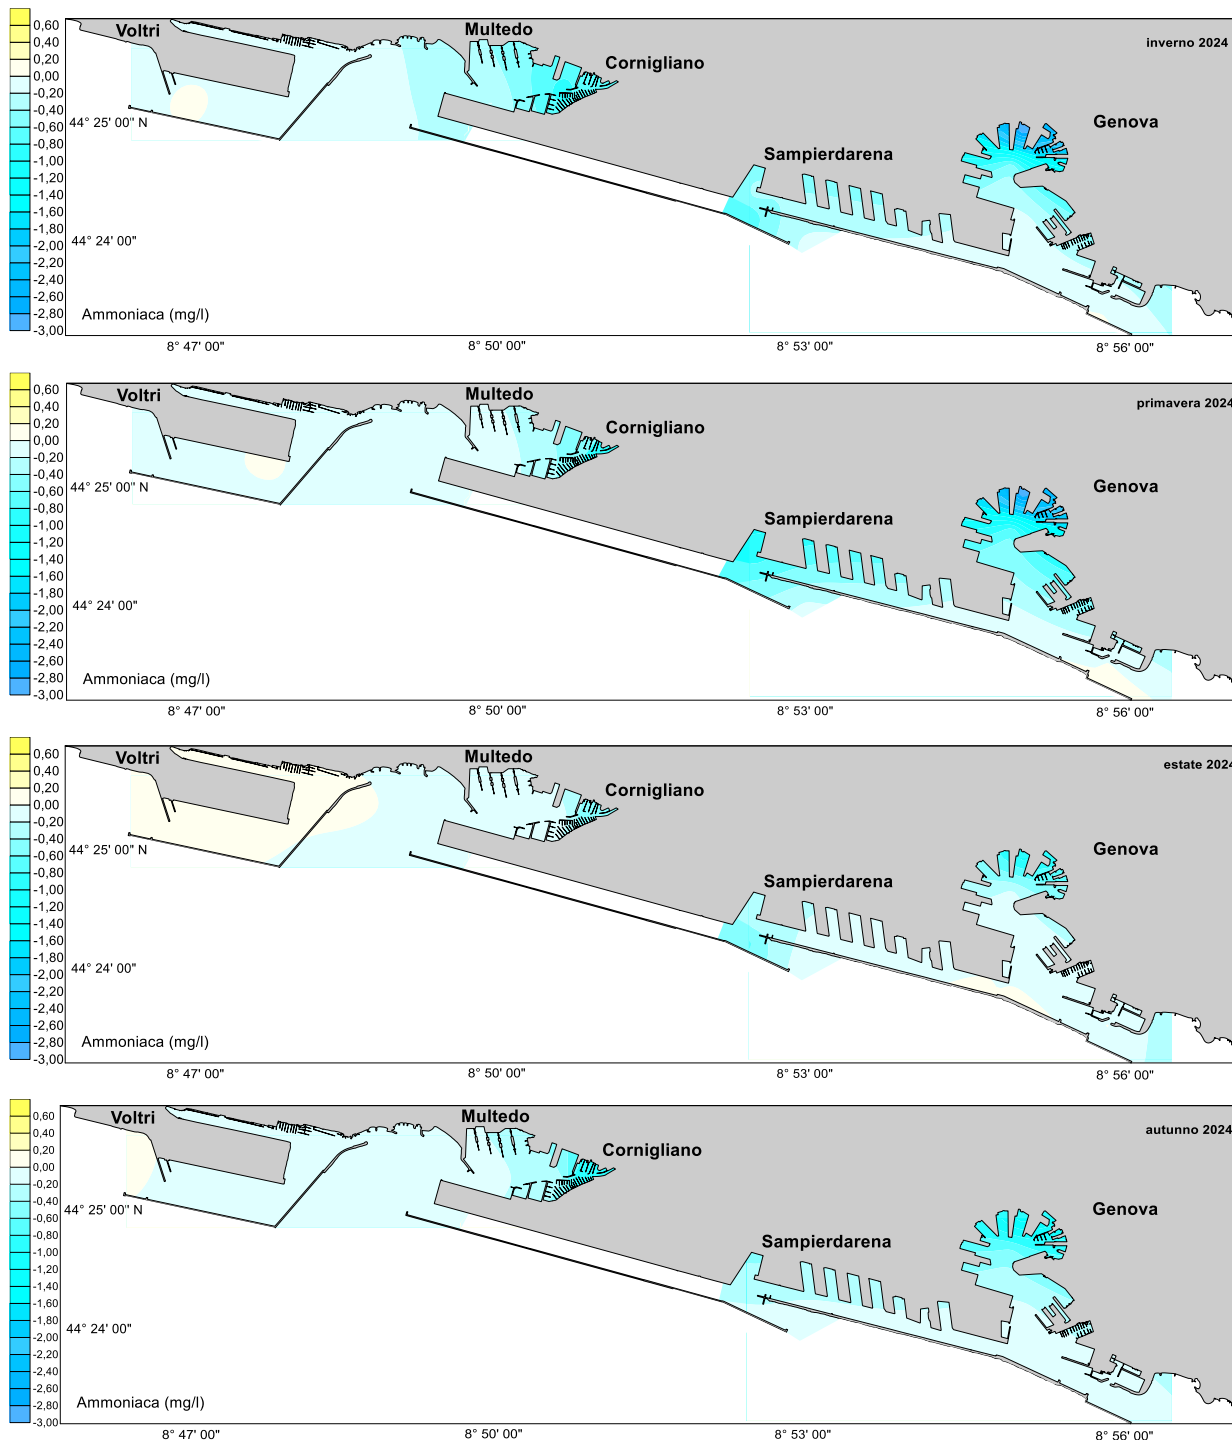 Voltri
Multedo
Cornigliano
Sampierdarena
Genova
inverno 2024
0,60
0,40
0,20
0,00
-0,20
-0,40
-0,60
-0,80
-1,00
-1,20
-1,40
-1,60
-1,80
-2,00
-2,20
-2,40
-2,60
-2,80
-3,00
44° 25' 00" N
44° 24' 00"
Ammoniaca (mg/l)
8° 47' 00" 8° 50' 00" 8° 53' 00" 8° 56' 00"
Voltri
Multedo
Cornigliano
Sampierdarena
Genova
primavera 2024
0,60
0,40
0,20
0,00
-0,20
-0,40
-0,60
-0,80
-1,00
-1,20
-1,40
-1,60
-1,80
-2,00
-2,20
-2,40
-2,60
-2,80
-3,00
44° 25' 00" N
44° 24' 00"
Ammoniaca (mg/l)
8° 47' 00" 8° 50' 00" 8° 53' 00" 8° 56' 00"
Voltri
Multedo
Cornigliano
Sampierdarena
Genova
estate 2024
0,60
0,40
0,20
0,00
-0,20
-0,40
-0,60
-0,80
-1,00
-1,20
-1,40
-1,60
-1,80
-2,00
-2,20
-2,40
-2,60
-2,80
-3,00
44° 25' 00" N
44° 24' 00"
Ammoniaca (mg/l)
8° 47' 00" 8° 50' 00" 8° 53' 00" 8° 56' 00"
Voltri
Multedo
Cornigliano
Sampierdarena
Genova
autunno 2024
0,60
0,40
0,20
0,00
-0,20
-0,40
-0,60
-0,80
-1,00
-1,20
-1,40
-1,60
-1,80
-2,00
-2,20
-2,40
-2,60
-2,80
-3,00
44° 25' 00" N
44° 24' 00"
Ammoniaca (mg/l)
8° 47' 00" 8° 50' 00" 8° 53' 00" 8° 56' 00"